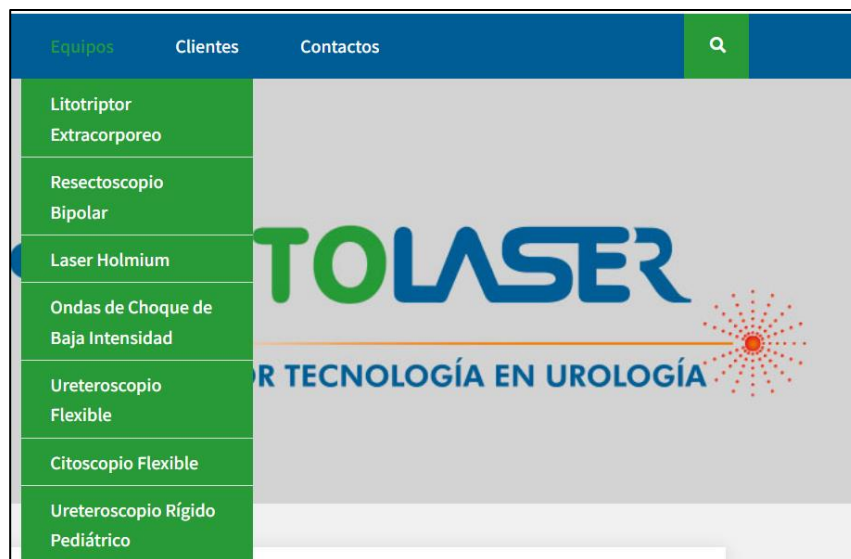 Equipos Clientes Contactos
Litotriptor
Extracorporeo
Resectoscopio
Bipolar
Laser Holmium
Ondas de Choque de
Baja Intensidad
Ureteroscopio
Flexible
Citoscopio Flexible
Ureteroscopio Rígido
Pediátrico
TOLASER
TECNOLOGÍA EN UROLOGÍA